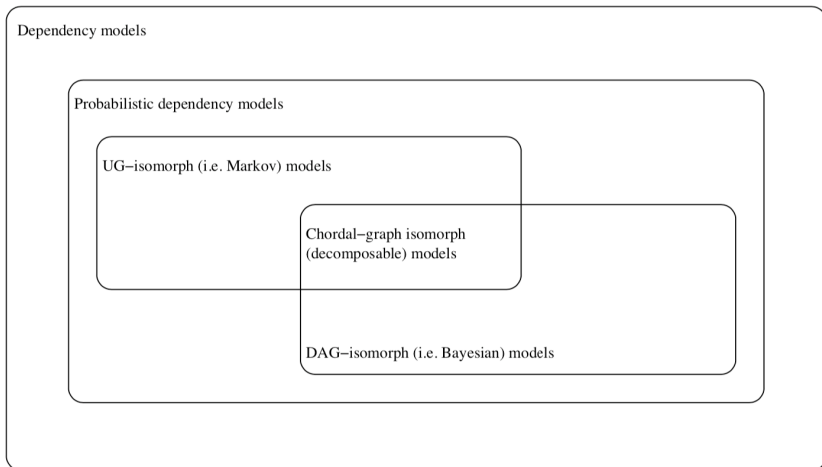 Dependency models
Probabilistic dependency models
UG−isomorph (i.e. Markov) models
Chordal−graph isomorph
(decomposable) models
DAG−isomorph (i.e. Bayesian) models